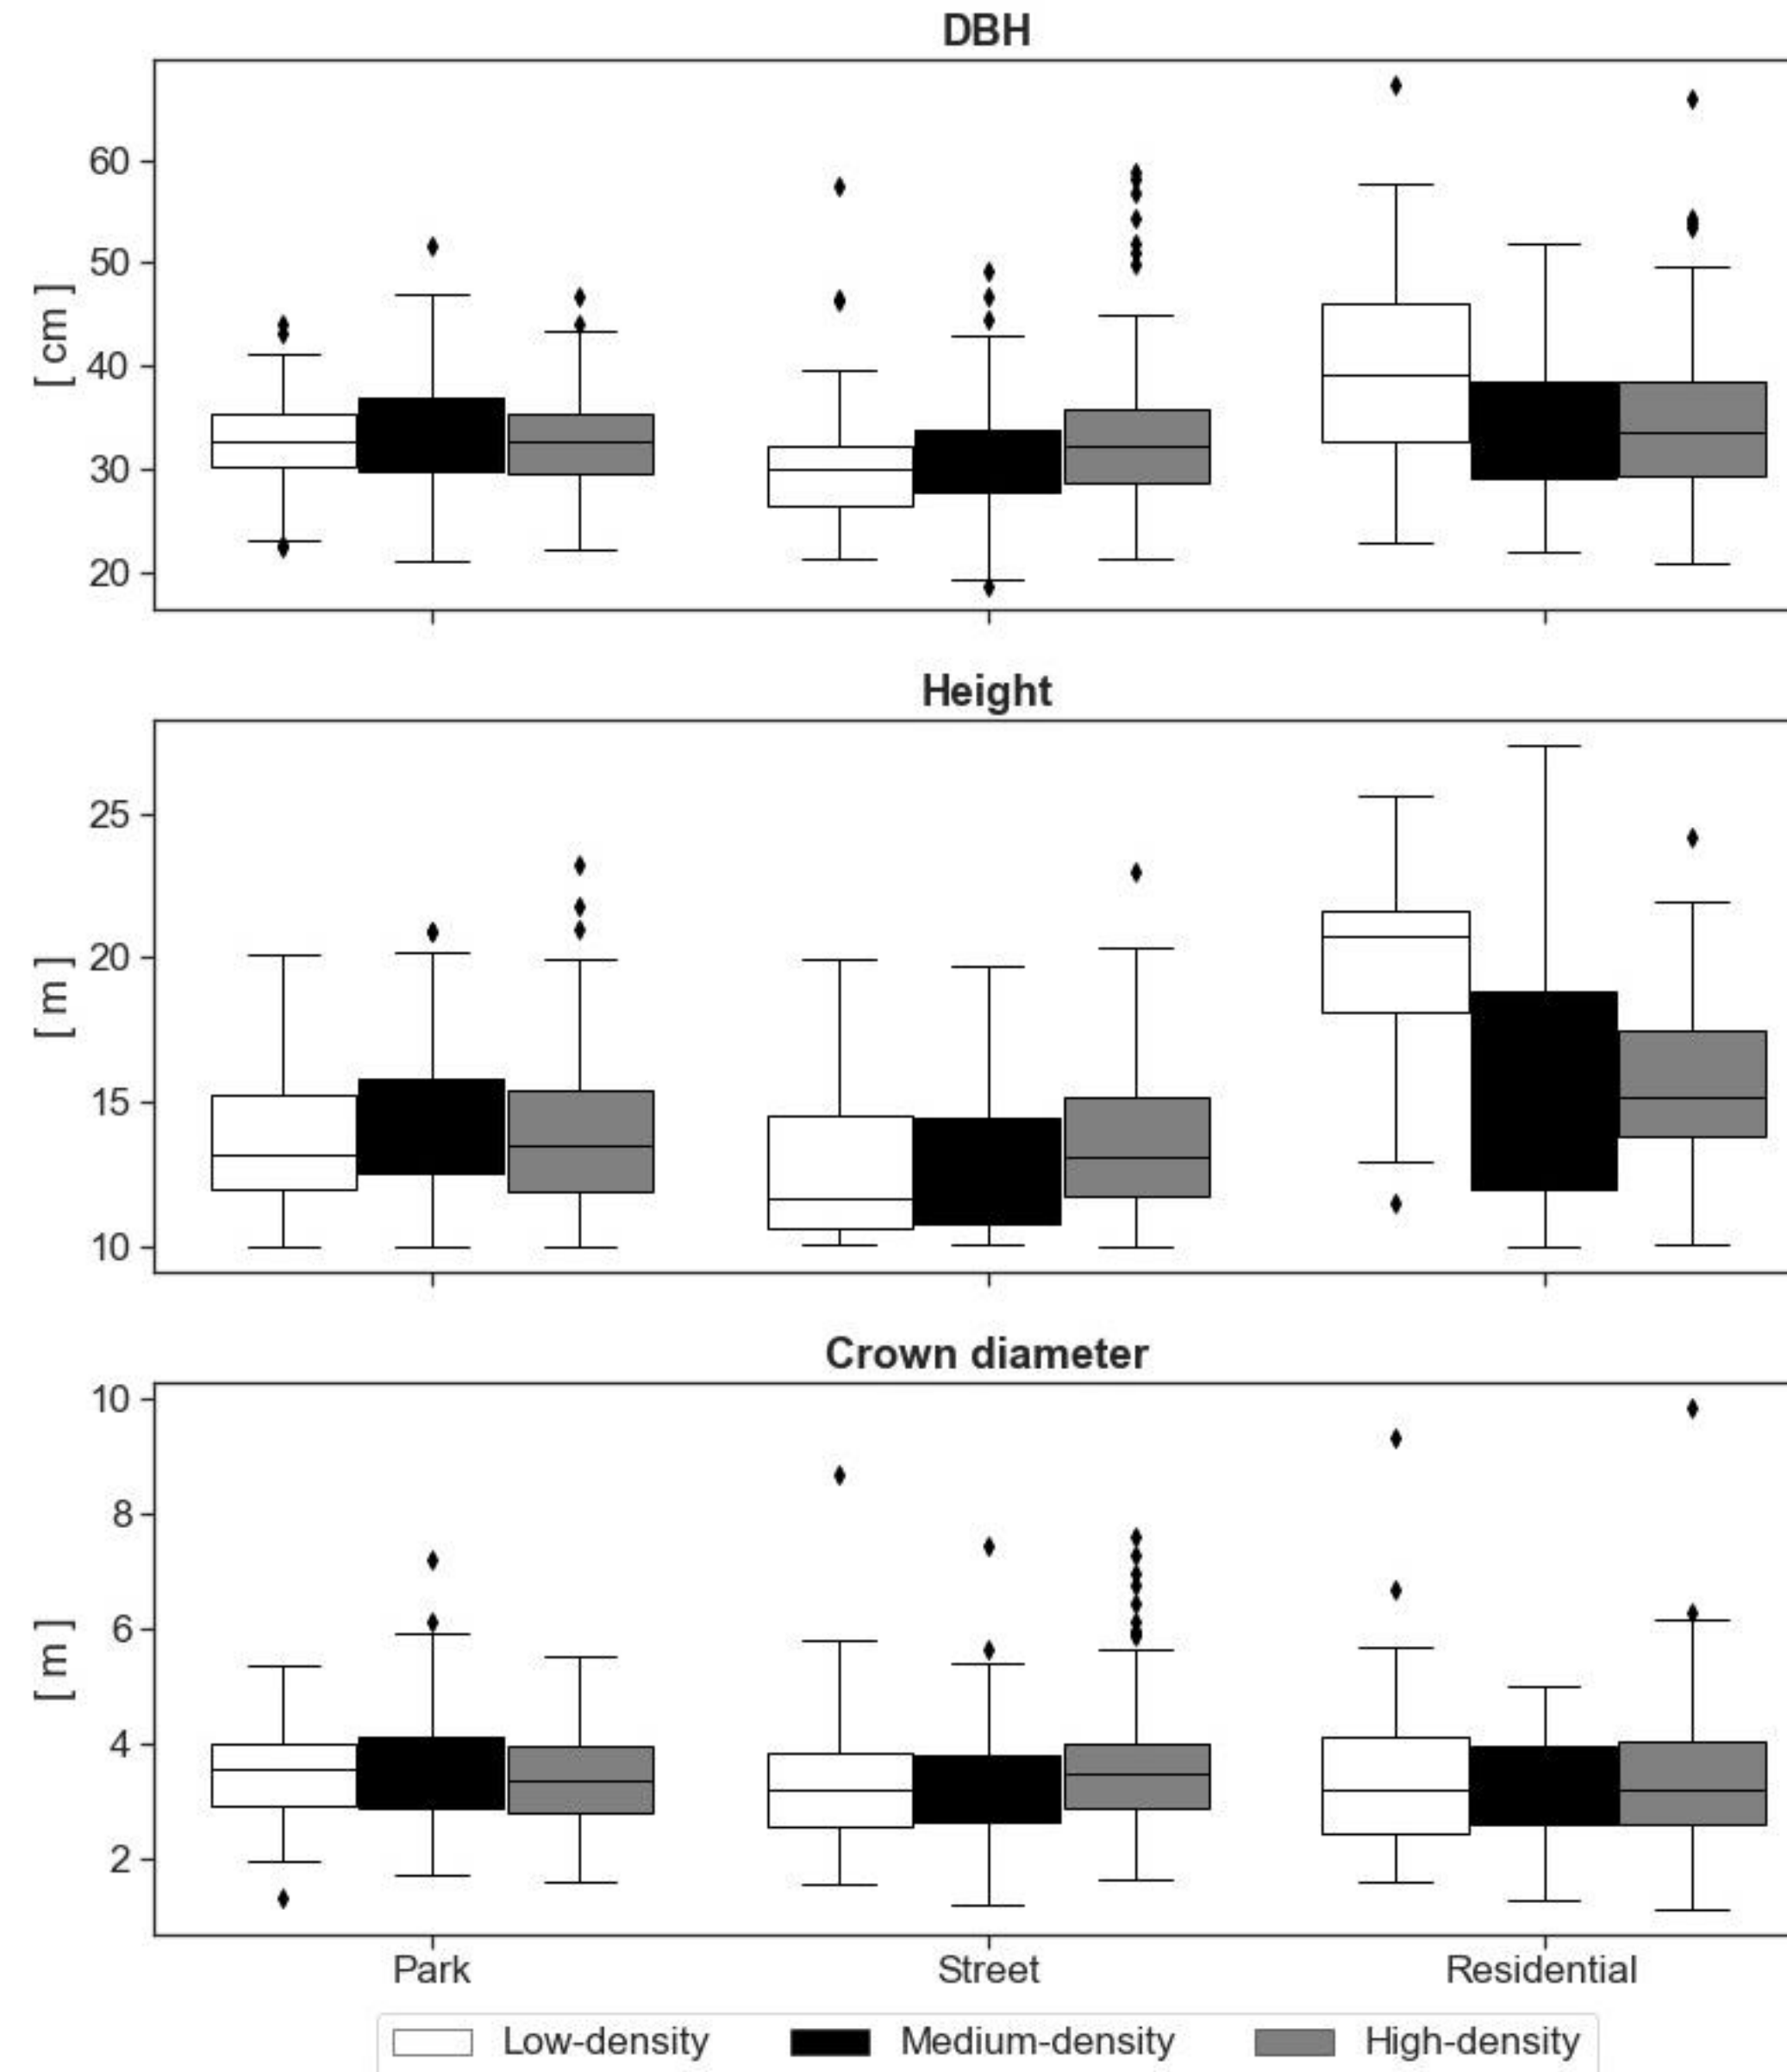 DBH
60
50
40
30
20
[ cm ]
Height
25
20
15
10
[ m ]
Crown diameter
10
8
6
4
2
[ m ]
Park Street Residential
Low-density Medium-density High-density